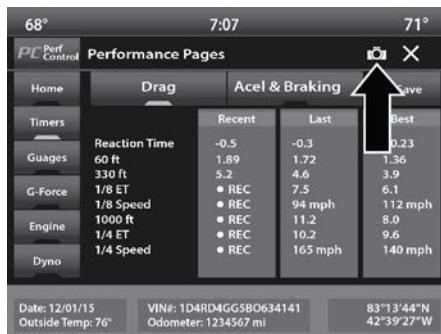 68° 7:07 71°
PC Perf Control Performance Pages
Home Drag Acel & Braking Save
Timers Recent Last Best
Reaction Time -0.5 -0.3 -0.23
60 ft 1.89 1.72 1.36
Guages 330 ft 5.2 4.6 3.9
1/8 ET REC 7.5 6.1
G-Force 1/8 Speed REC 94 mph 112 mph
1000 ft REC 11.2 8.0
Engine 1/4 ET REC 10.2 9.6
1/4 Speed REC 165 mph 140 mph
Dyno
Date: 12/01/15 VIN#: 1D4RD4GG5BO634141 83°13'44"N
Outside Temp: 76° Odometer: 1234567 mi 42°39'27"W